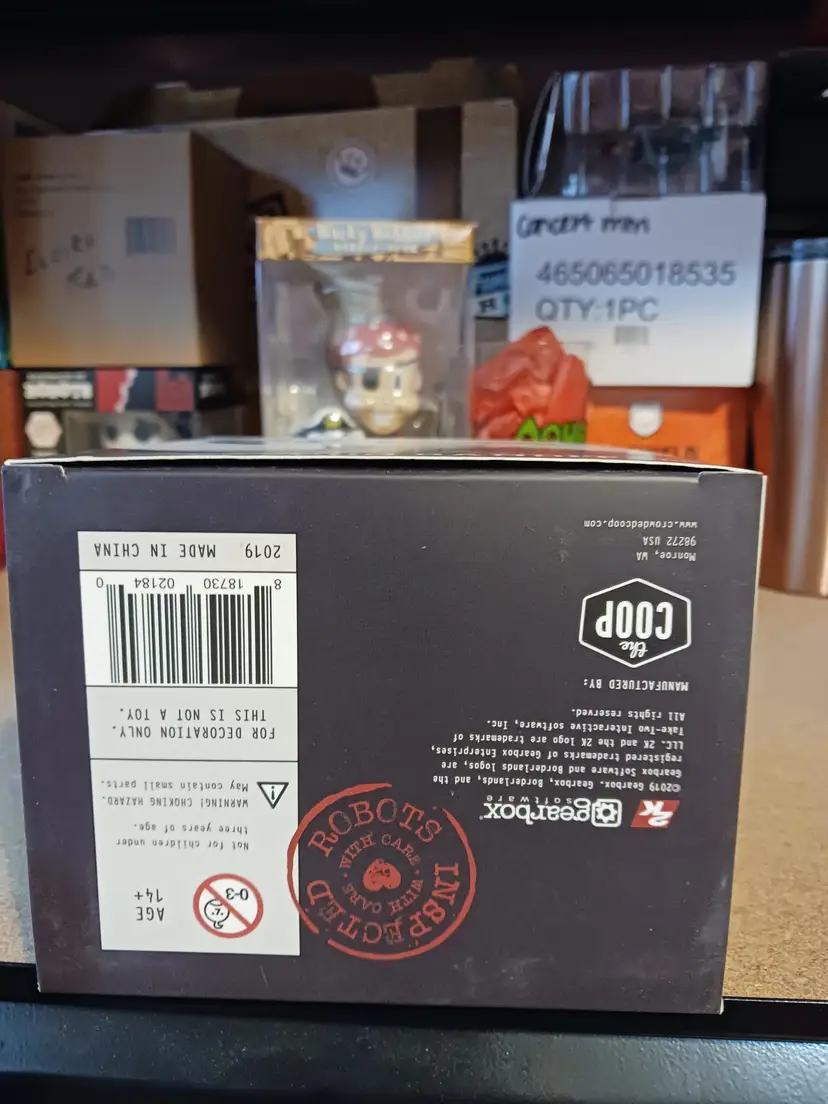 Concert men
465065018535
QTY:1PC
2K
gearbox
software
©2019 Gearbox. Gearbox, Borderlands, and the
Gearbox Software and Borderlands logos, are
registered trademarks of Gearbox Enterprises,
LLC. 2K and the 2K logo are trademarks of
Take-Two Interactive software, Inc.
All rights reserved.
MANUFACTURED BY:
the
COOP
Monroe, WA
98272 USA
www.crowdedcoop.com
INSPECTED ROBOTS
WITH CARE · WITH CARE ·
0-3
AGE
14+
Not for children under
three years of age.
WARNING! CHOKING HAZARD.
May contain small parts.
FOR DECORATION ONLY.
THIS IS NOT A TOY.
8 18730 02184 0
2019. MADE IN CHINA